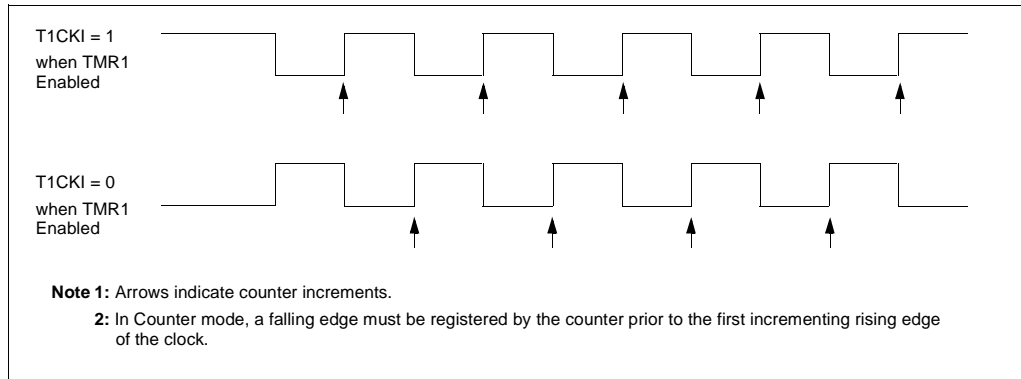 T1CKI = 1
when TMR1
Enabled
T1CKI = 0
when TMR1
Enabled
Note 1: Arrows indicate counter increments.
2: In Counter mode, a falling edge must be registered by the counter prior to the first incrementing rising edge
of the clock.